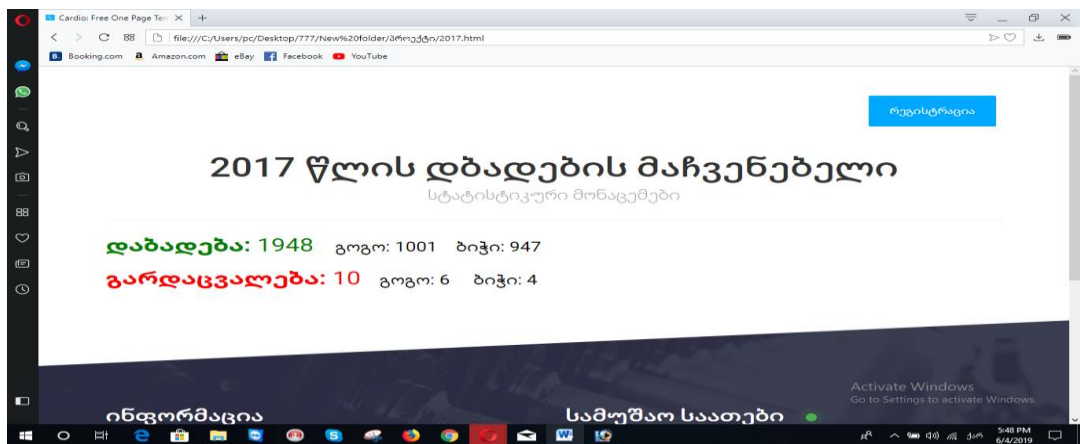 Cardio: Free One Page Ten
file:///C:/Users/pc/Desktop/777/New%20folder/პროექტი/2017.html
Booking.com Amazon.com eBay Facebook YouTube
რეგისტრაცია
2017 წლის დბადების მაჩვენებელი
სტატისტიკური მონაცემები
დაბადება: 1948 გოგო: 1001 ბიჭი: 947
გარდაცვალება: 10 გოგო: 6 ბიჭი: 4
Activate Windows
Go to Settings to activate Windows.
ინფორმაცია სამუშაო საათები
ქარ 5:48 PM
6/4/2019